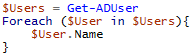 $Users = Get-ADUser
Foreach ($User in $Users){
    $User.Name
}